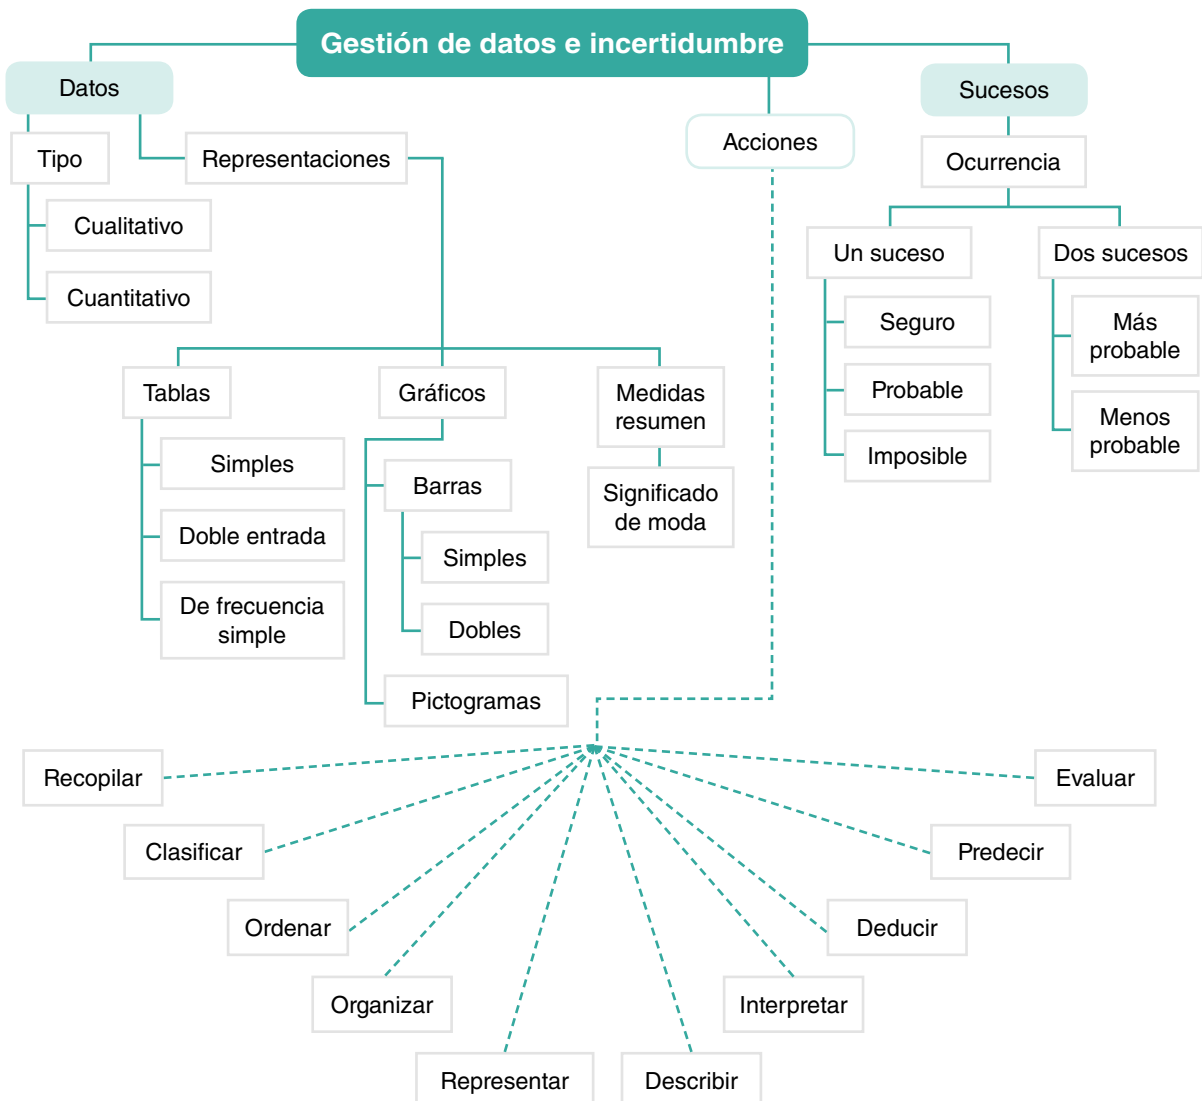 Gestión de datos e incertidumbre
Datos
Sucesos
Acciones
Tipo
Representaciones
Ocurrencia
Cualitativo
Cuantitativo
Un suceso
Dos sucesos
Seguro
Probable
Imposible
Más
probable
Menos
probable
Tablas
Gráficos
Medidas
resumen
Simples
Doble entrada
De frecuencia
simple
Barras
Simples
Dobles
Pictogramas
Significado
de moda
Recopilar
Clasificar
Ordenar
Organizar
Representar
Describir
Interpretar
Deducir
Predecir
Evaluar